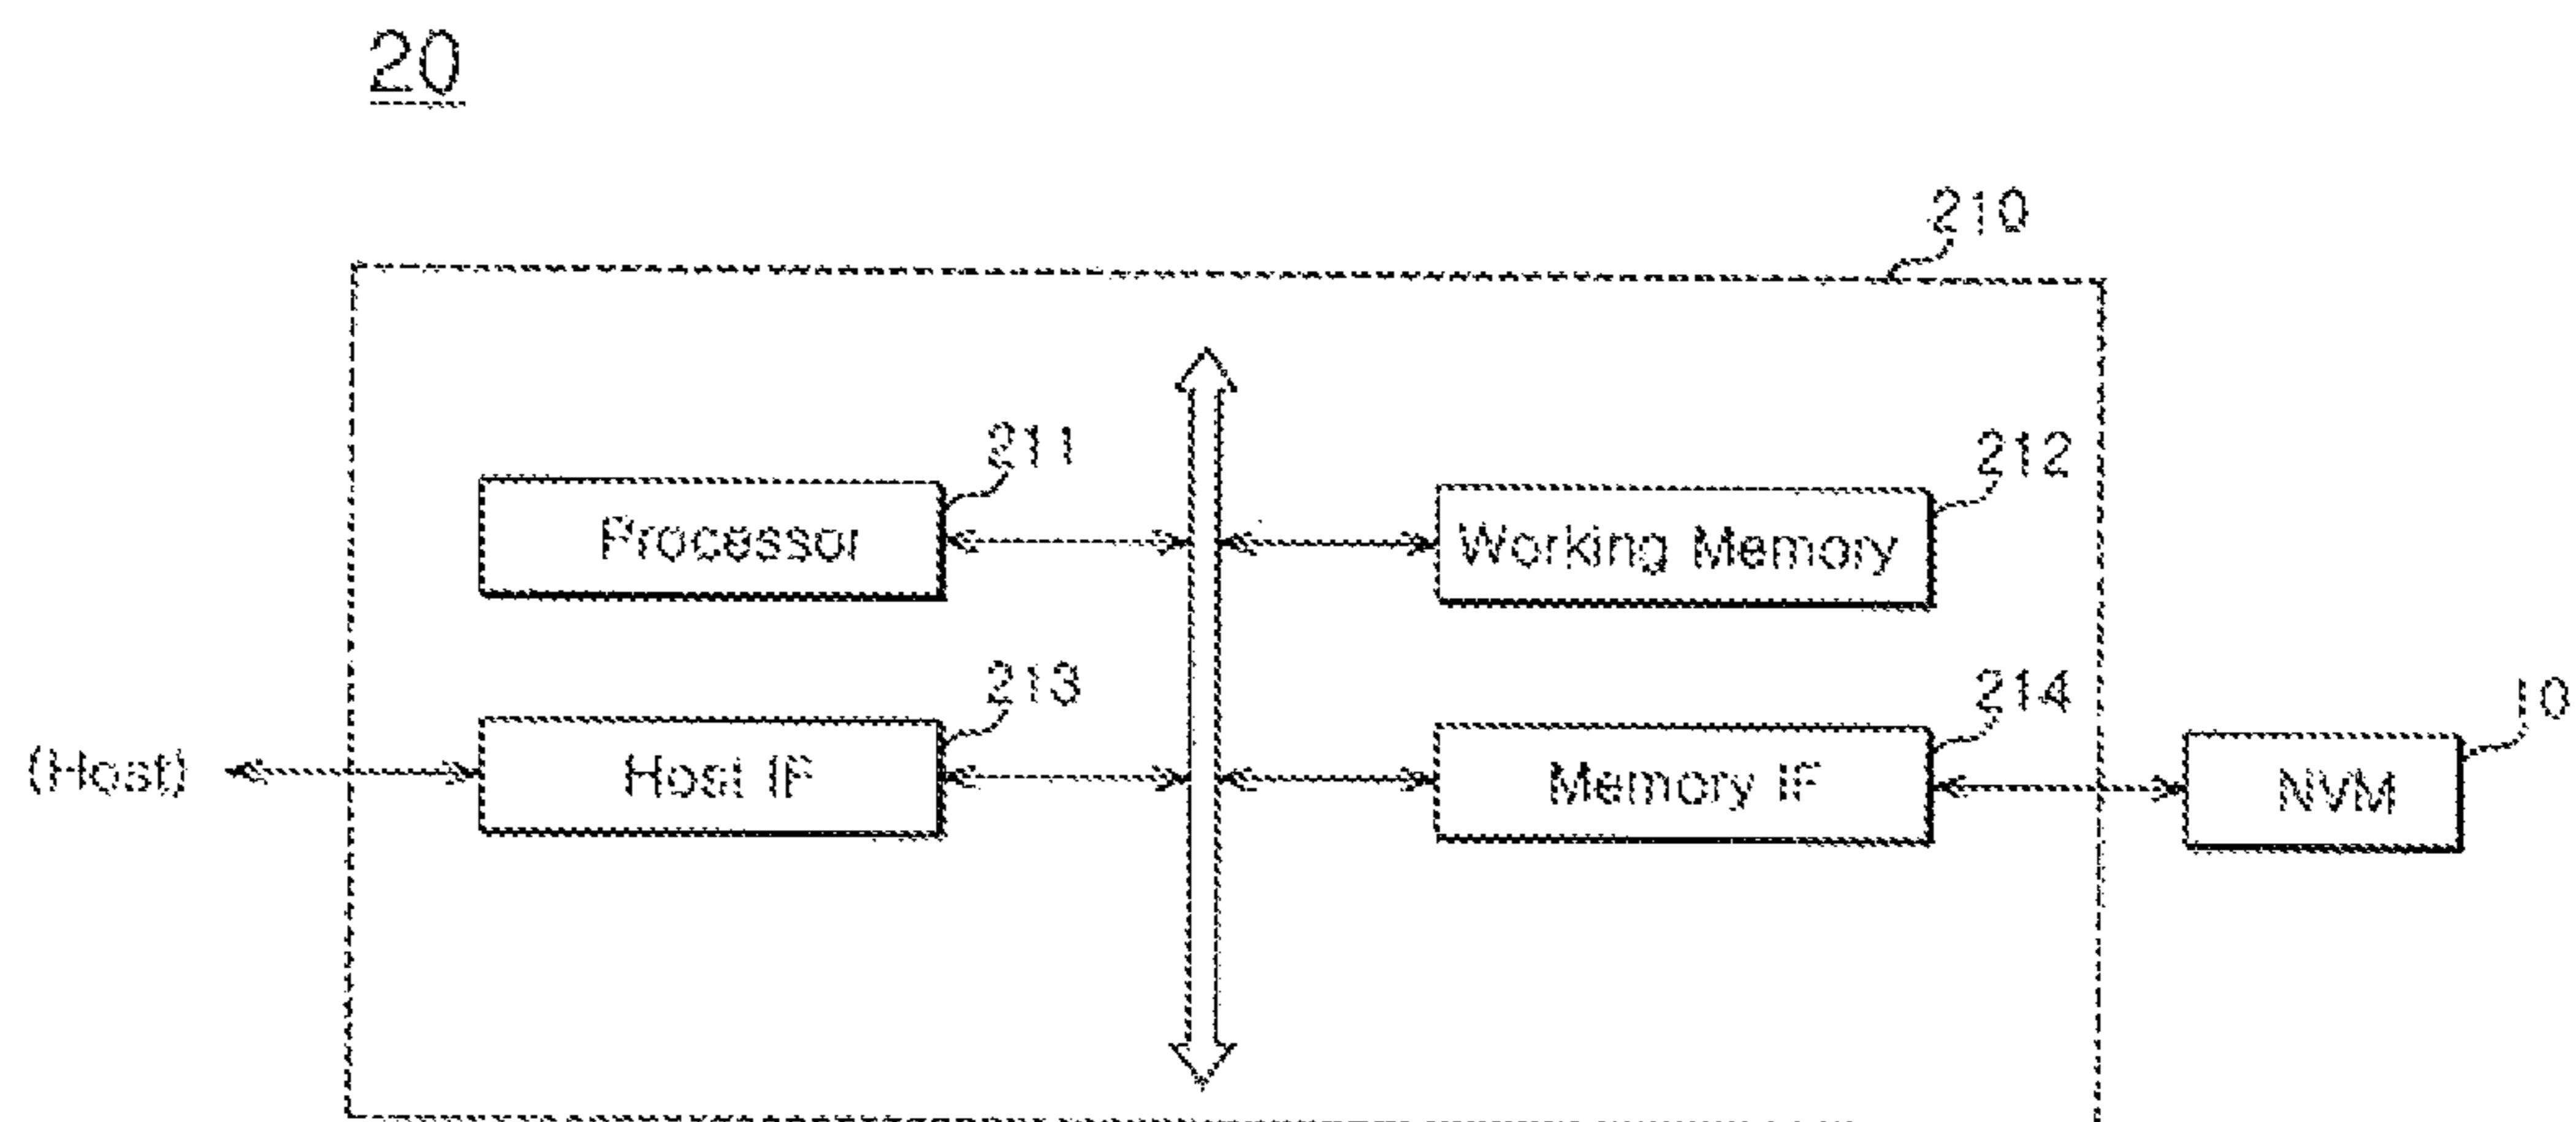 20
210
211
212
Processor
Working Memory
213
214
10
(Host)
Host IF
Memory IF
NVM